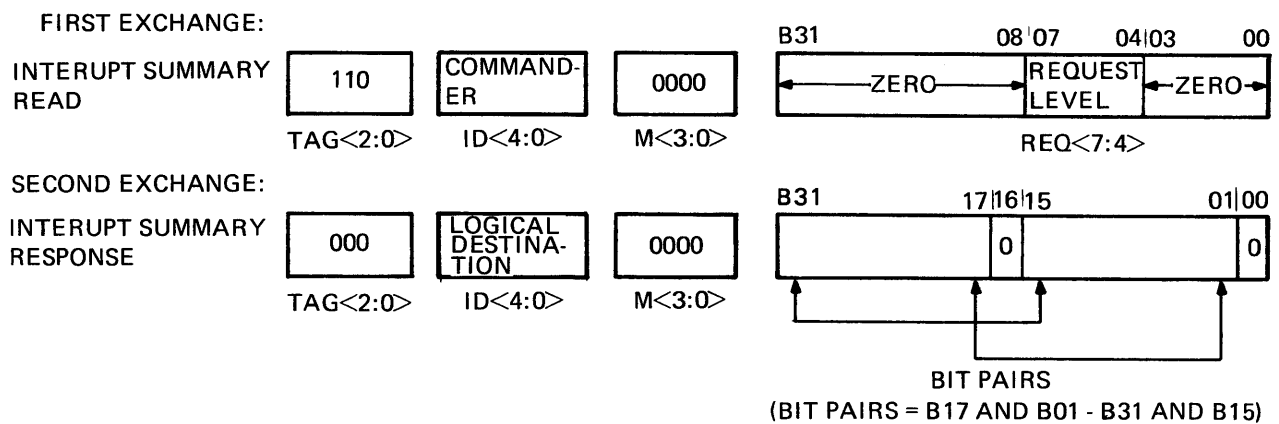 FIRST EXCHANGE:
B31 08 07 04 03 00
INTERUPT SUMMARY
READ
110
COMMAND-
ER
0000
ZERO
REQUEST
LEVEL
ZERO
TAG<2:0> ID<4:0> M<3:0> REQ<7:4>
SECOND EXCHANGE:
B31 17 16 15 01 00
INTERUPT SUMMARY
RESPONSE
000
LOGICAL
DESTINA-
TION
0000
0
0
TAG<2:0> ID<4:0> M<3:0>
BIT PAIRS
(BIT PAIRS = B17 AND B01 - B31 AND B15)